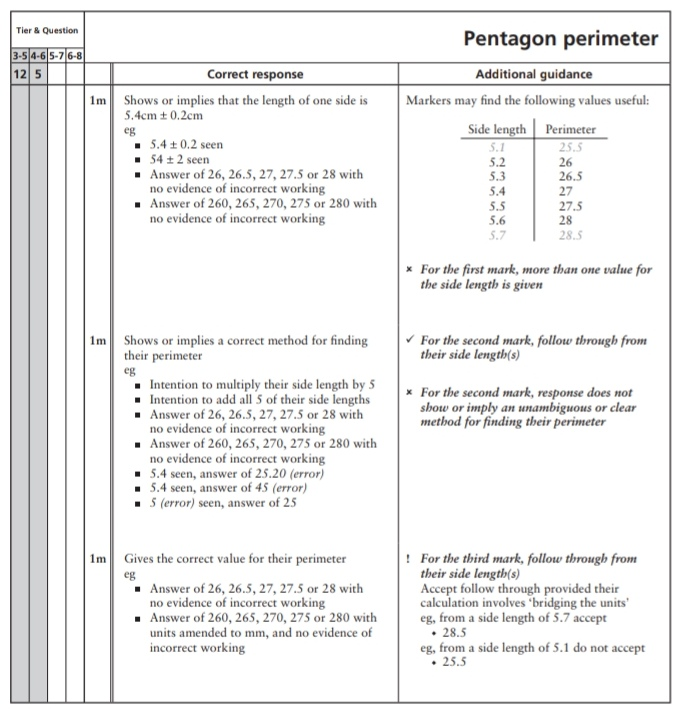 Tier & Question
Pentagon perimeter
3-5 4-6 5-7 6-8
12 5
Correct response
Additional guidance
1m
Shows or implies that the length of one side is
5.4cm ± 0.2cm
eg
■ 5.4 ± 0.2 seen
■ 54 ± 2 seen
■ Answer of 26, 26.5, 27, 27.5 or 28 with
no evidence of incorrect working
■ Answer of 260, 265, 270, 275 or 280 with
no evidence of incorrect working
Markers may find the following values useful:
Side length Perimeter
5.1 25.5
5.2 26
5.3 26.5
5.4 27
5.5 27.5
5.6 28
5.7 28.5
× For the first mark, more than one value for
the side length is given
1m
Shows or implies a correct method for finding
their perimeter
eg
■ Intention to multiply their side length by 5
■ Intention to add all 5 of their side lengths
■ Answer of 26, 26.5, 27, 27.5 or 28 with
no evidence of incorrect working
■ Answer of 260, 265, 270, 275 or 280 with
no evidence of incorrect working
■ 5.4 seen, answer of 25.20 (error)
■ 5.4 seen, answer of 45 (error)
■ 5 (error) seen, answer of 25
✓ For the second mark, follow through from
their side length(s)
× For the second mark, response does not
show or imply an unambiguous or clear
method for finding their perimeter
1m
Gives the correct value for their perimeter
eg
■ Answer of 26, 26.5, 27, 27.5 or 28 with
no evidence of incorrect working
■ Answer of 260, 265, 270, 275 or 280 with
units amended to mm, and no evidence of
incorrect working
! For the third mark, follow through from
their side length(s)
Accept follow through provided their
calculation involves ‘bridging the units’
eg, from a side length of 5.7 accept
• 28.5
eg, from a side length of 5.1 do not accept
• 25.5